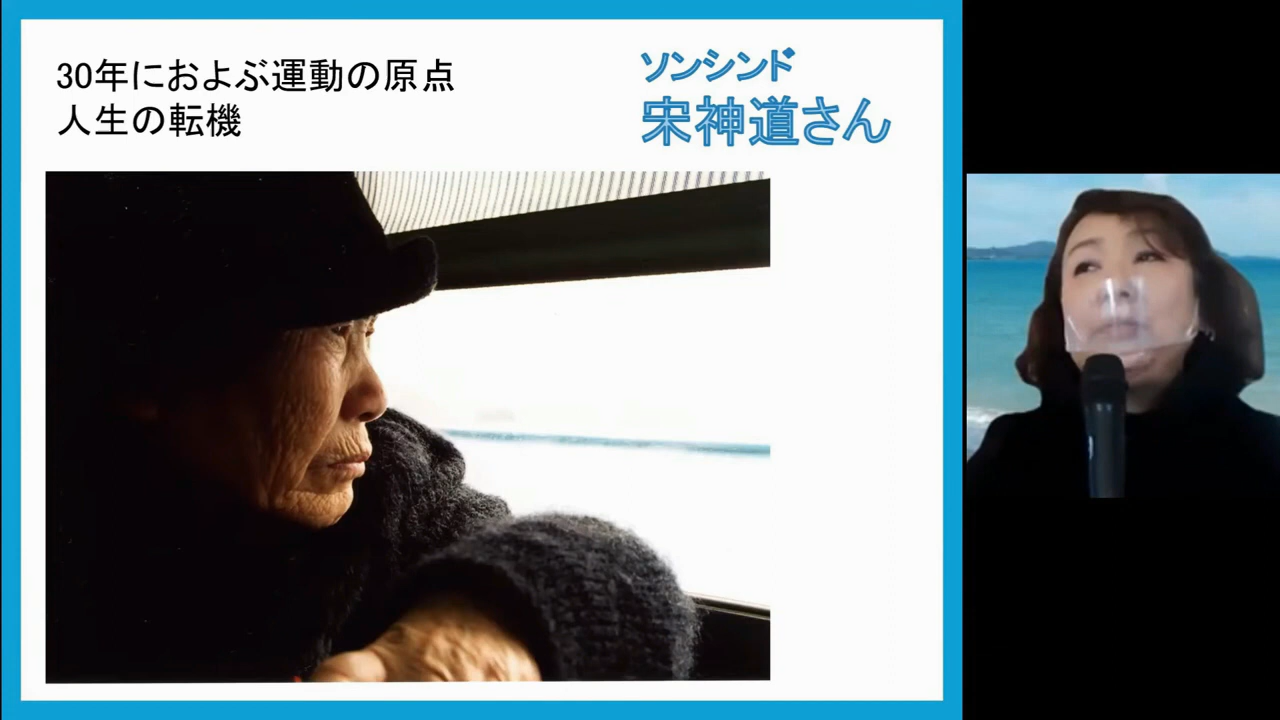 30年におよぶ運動の原点
人生の転機
ソンシンド
宋神道さん